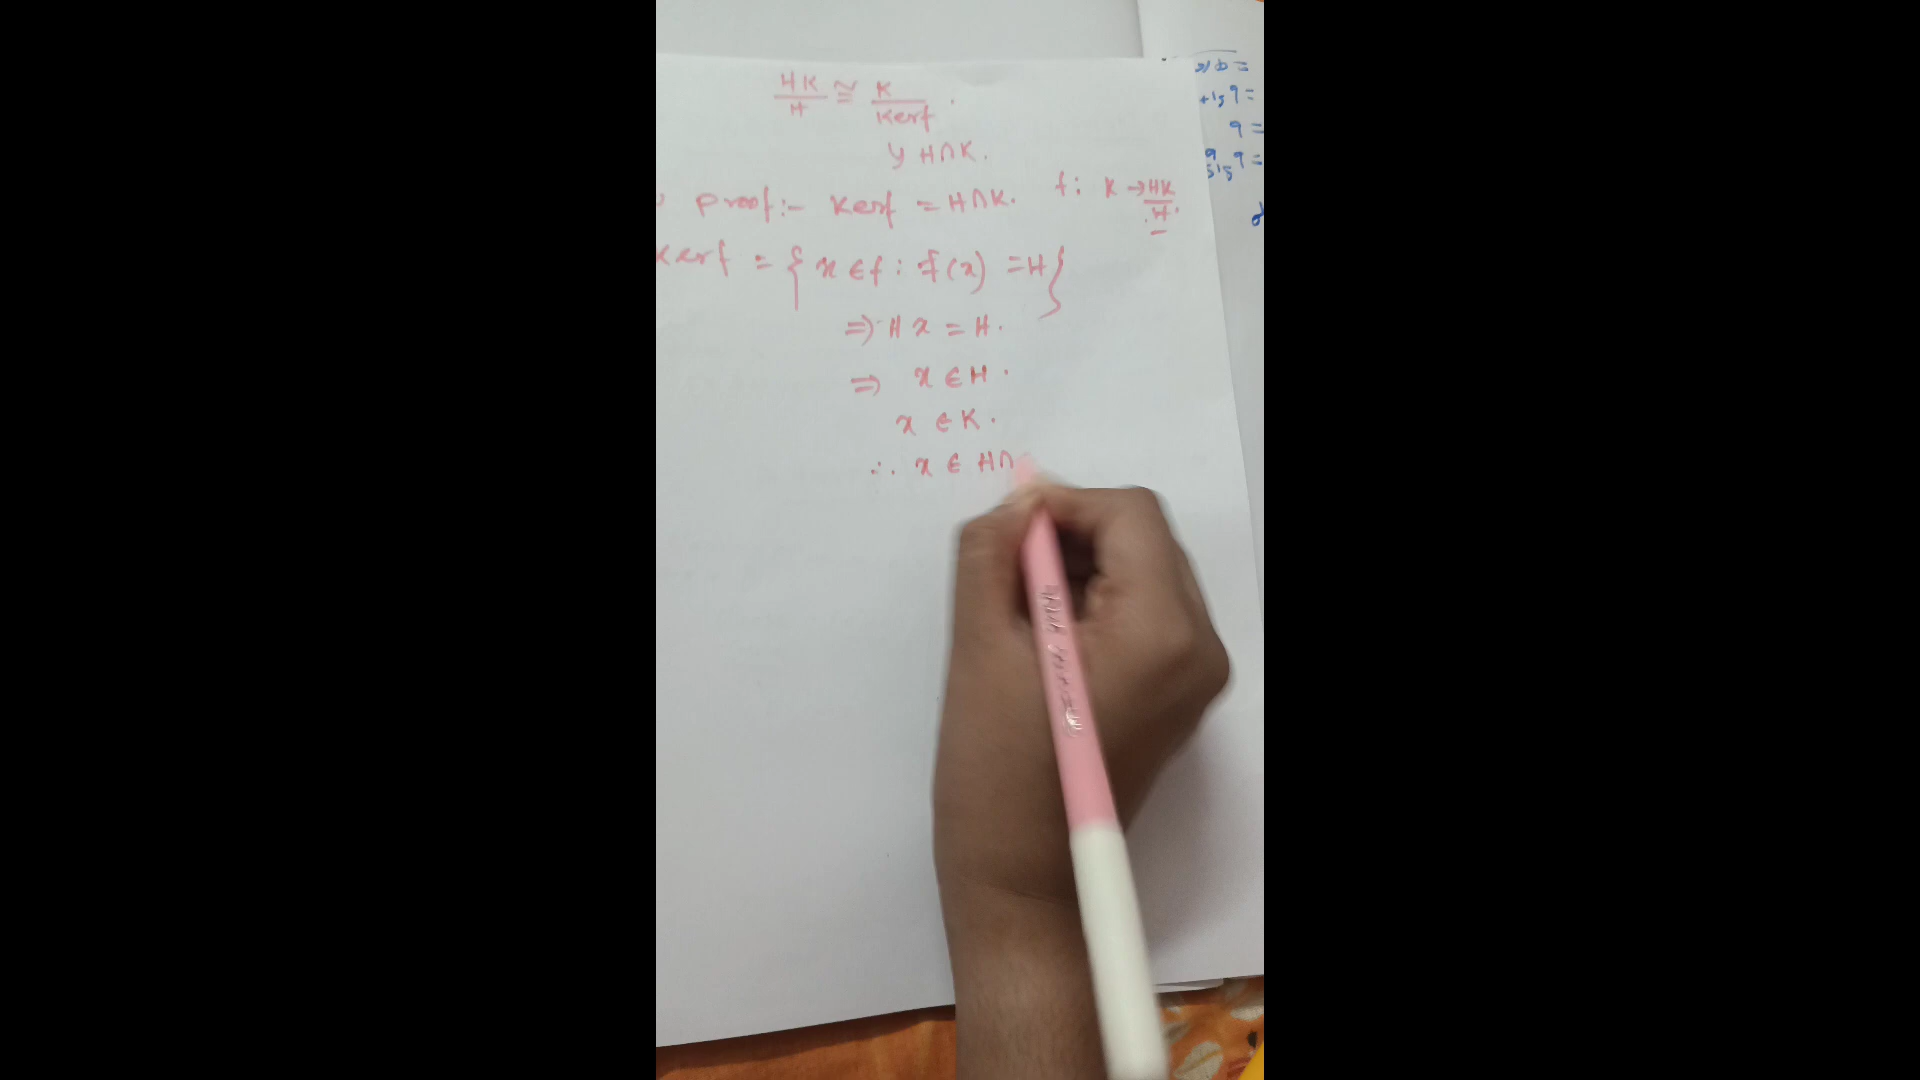 HK/H ≅ K/Kerf .
y H∩K.
Proof:- Kerf = H∩K. f: K → HK/H.
Kerf = { x ∈ f : f(x) = H }
⇒ Hx = H.
⇒ x ∈ H.
x ∈ K.
∴ x ∈ H∩